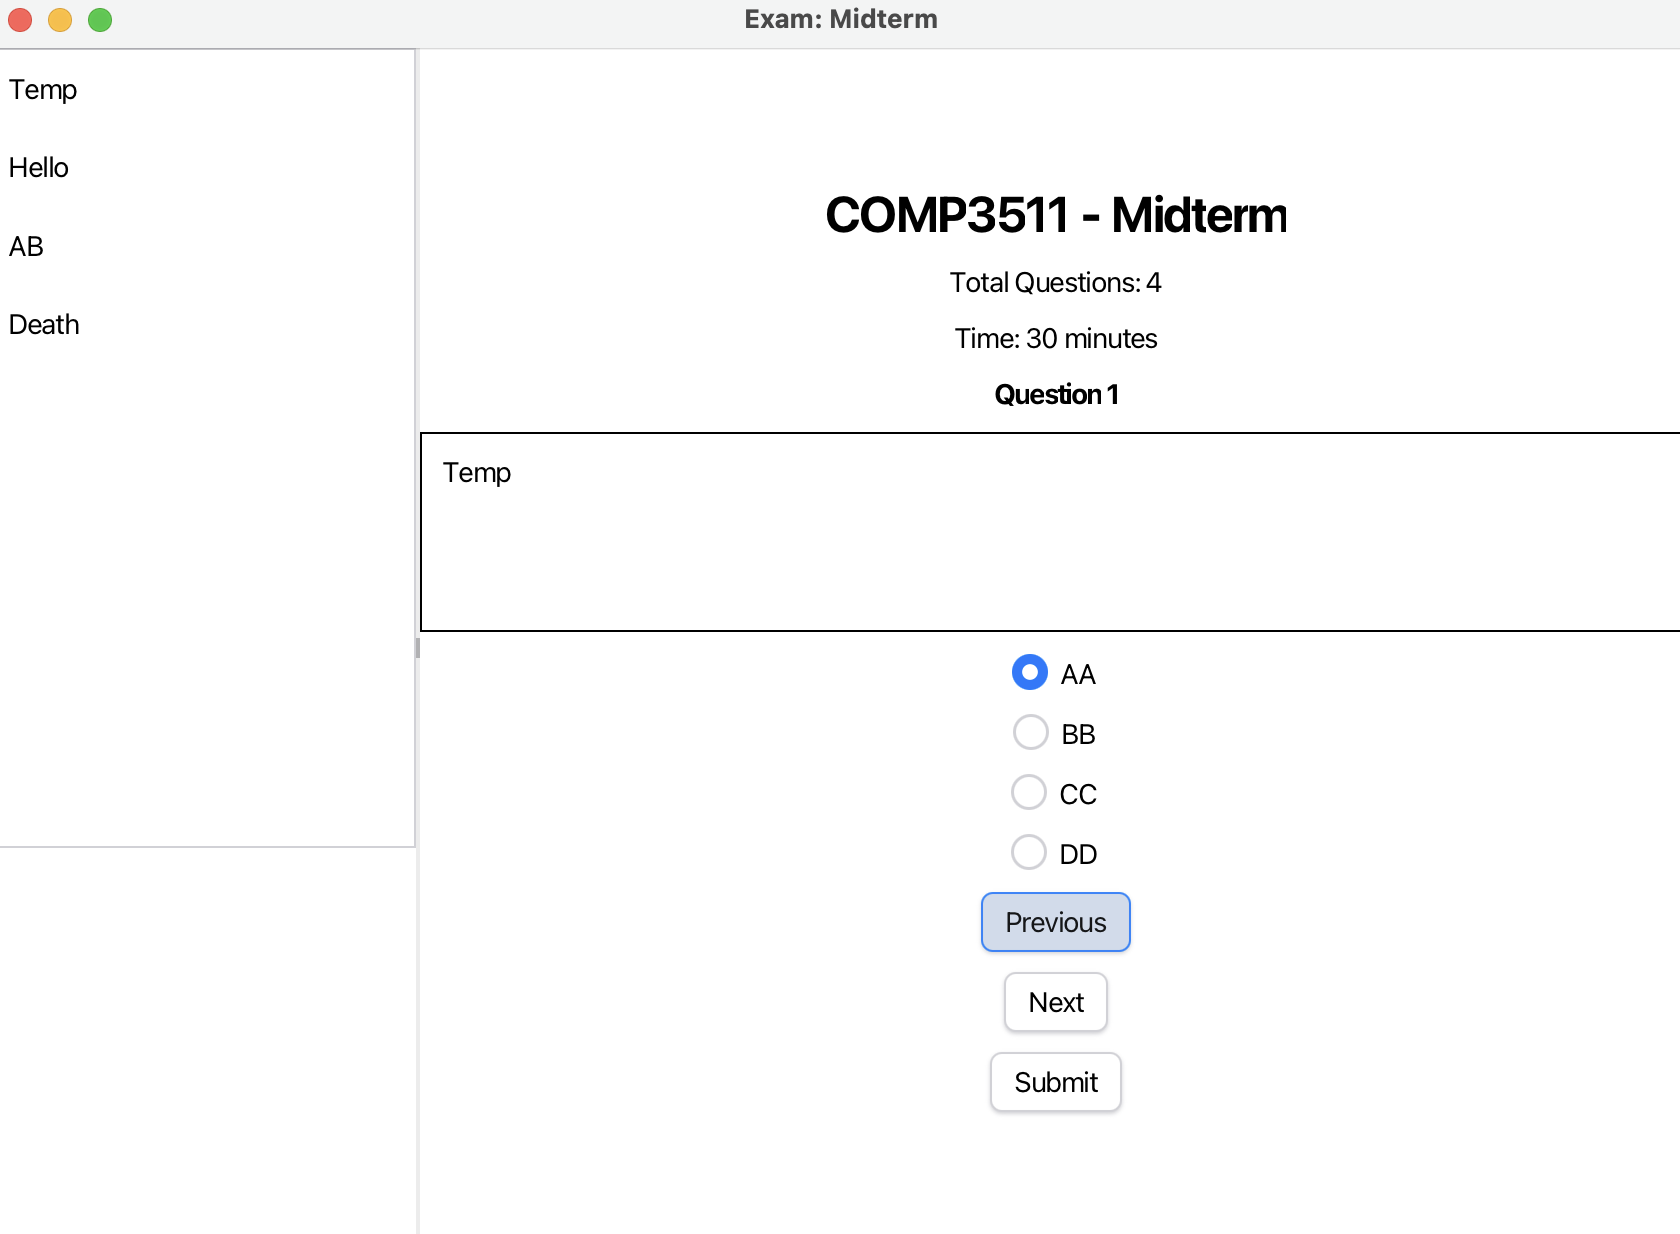 Exam: Midterm
Temp
Hello
AB
Death
COMP3511 - Midterm
Total Questions: 4
Time: 30 minutes
Question 1
Temp
AA
BB
CC
DD
Previous
Next
Submit